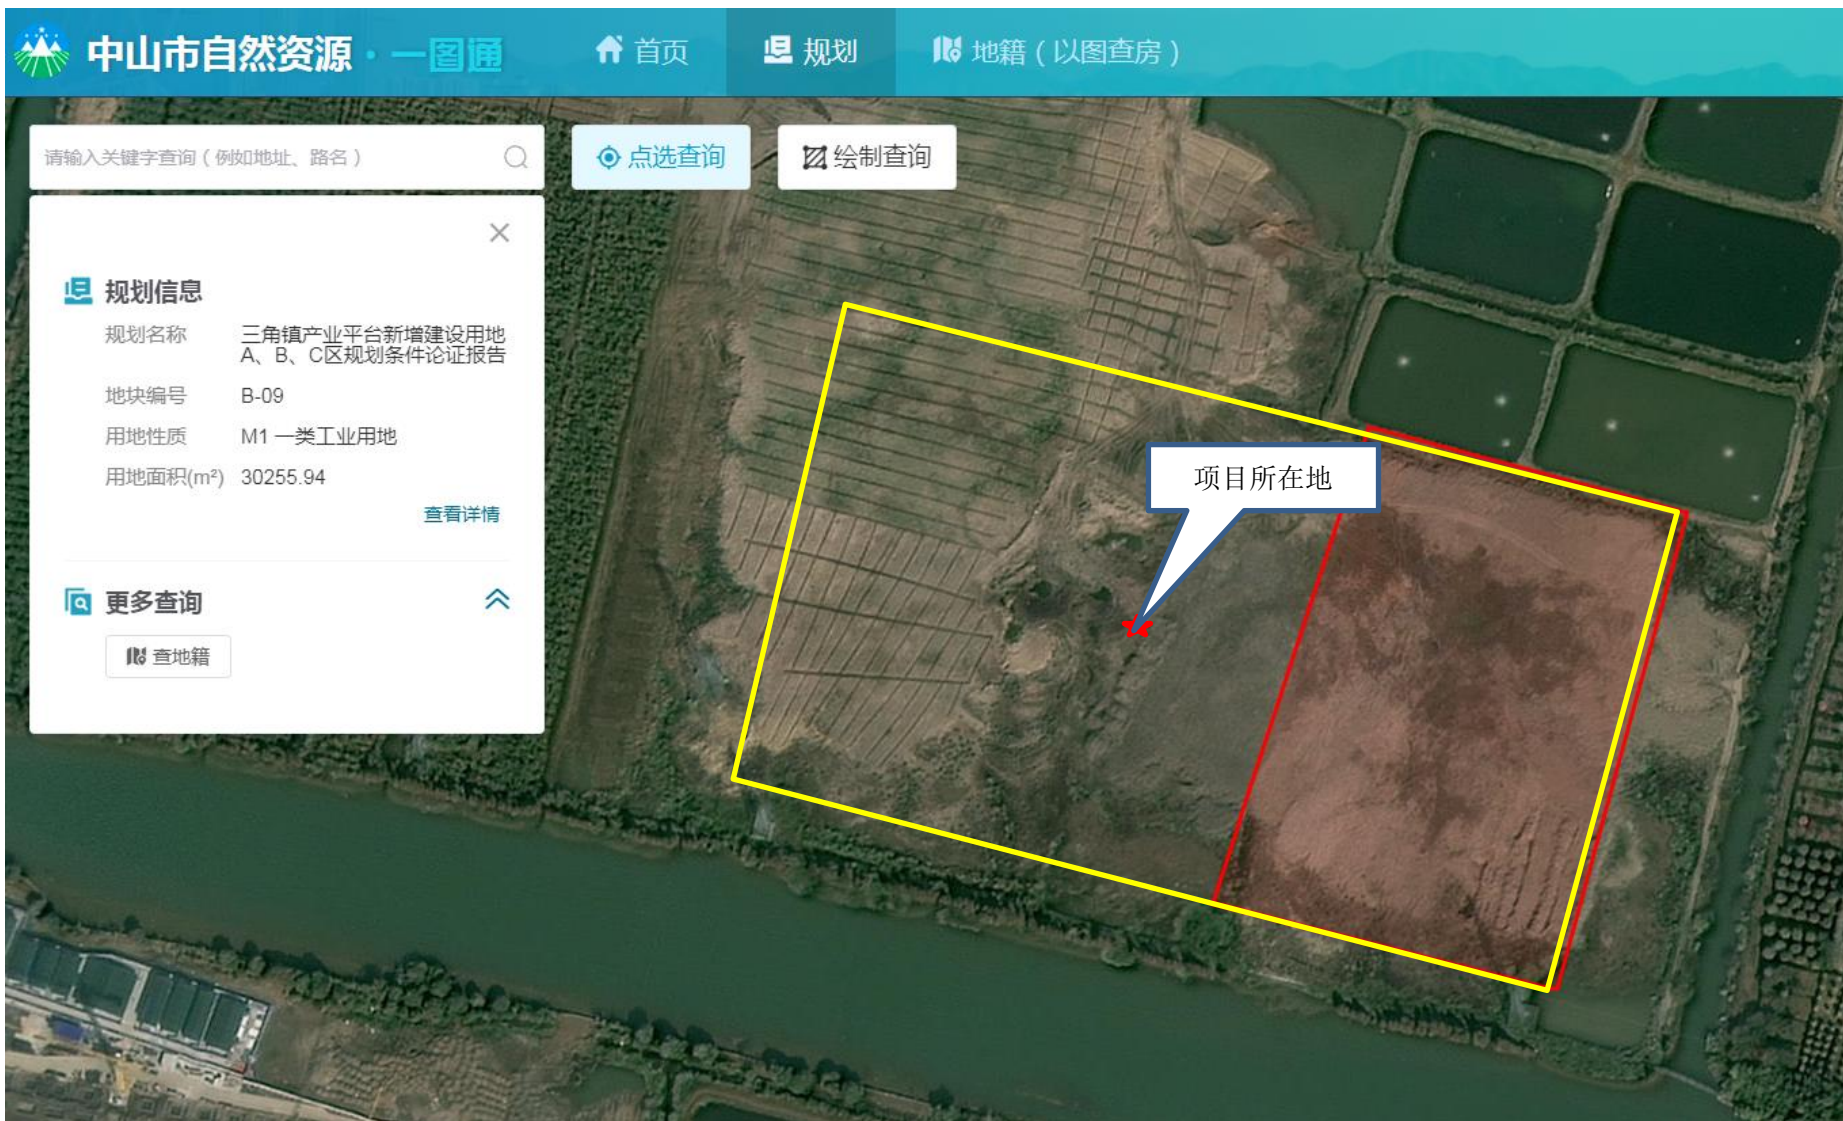 中山市自然资源·一图通
首页
规划
地籍（以图查房）
请输入关键字查询（例如地址、路名）
点选查询
绘制查询
规划信息
规划名称 三角镇产业平台新增建设用地
A、B、C区规划条件论证报告
地块编号 B-09
用地性质 M1 一类工业用地
用地面积(m²) 30255.94
查看详情
更多查询
查地籍
项目所在地